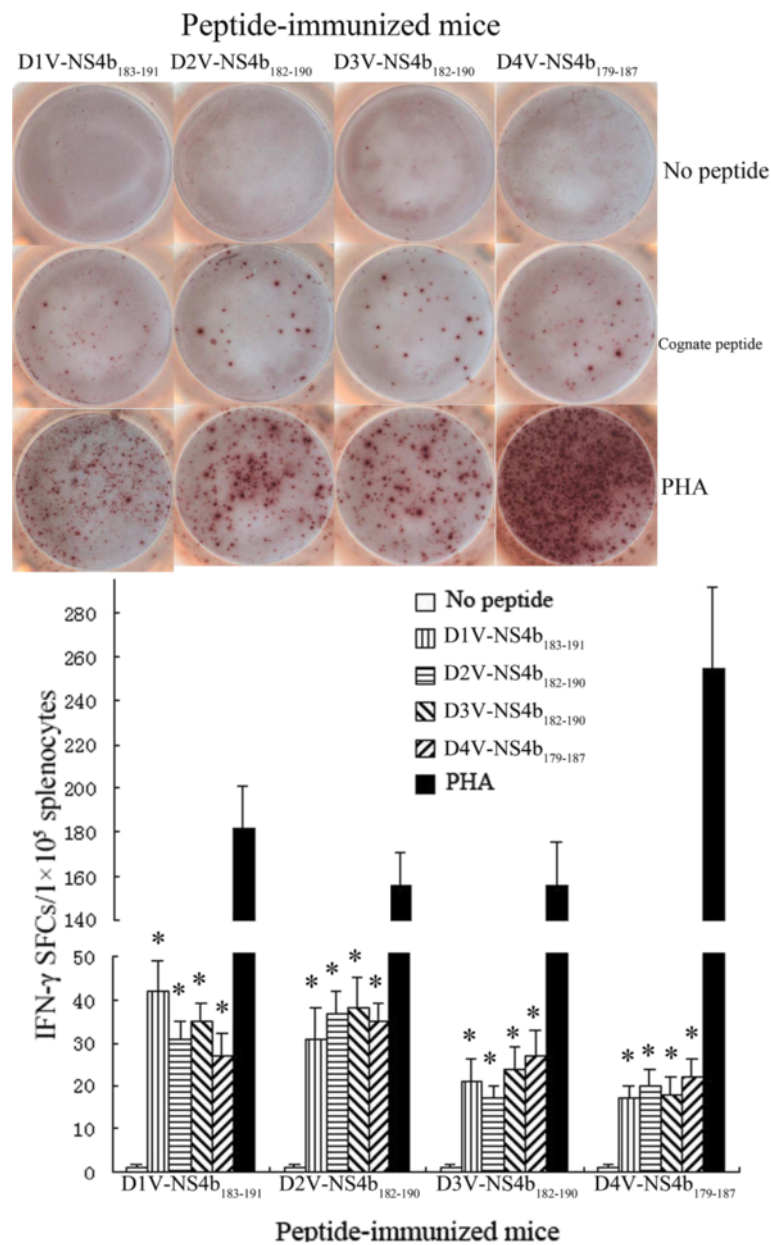 Peptide-immunized mice
D1V-NS4b183-191 D2V-NS4b182-190 D3V-NS4b182-190 D4V-NS4b179-187
No peptide
Cognate peptide
PHA
IFN-γ SFCs/1×10⁵ splenocytes
280
260
240
220
200
180
160
140
50
40
30
20
10
0
No peptide
D1V-NS4b183-191
D2V-NS4b182-190
D3V-NS4b182-190
D4V-NS4b179-187
PHA
* * * * * * * * * * * * * * * *
D1V-NS4b183-191 D2V-NS4b182-190 D3V-NS4b182-190 D4V-NS4b179-187
Peptide-immunized mice